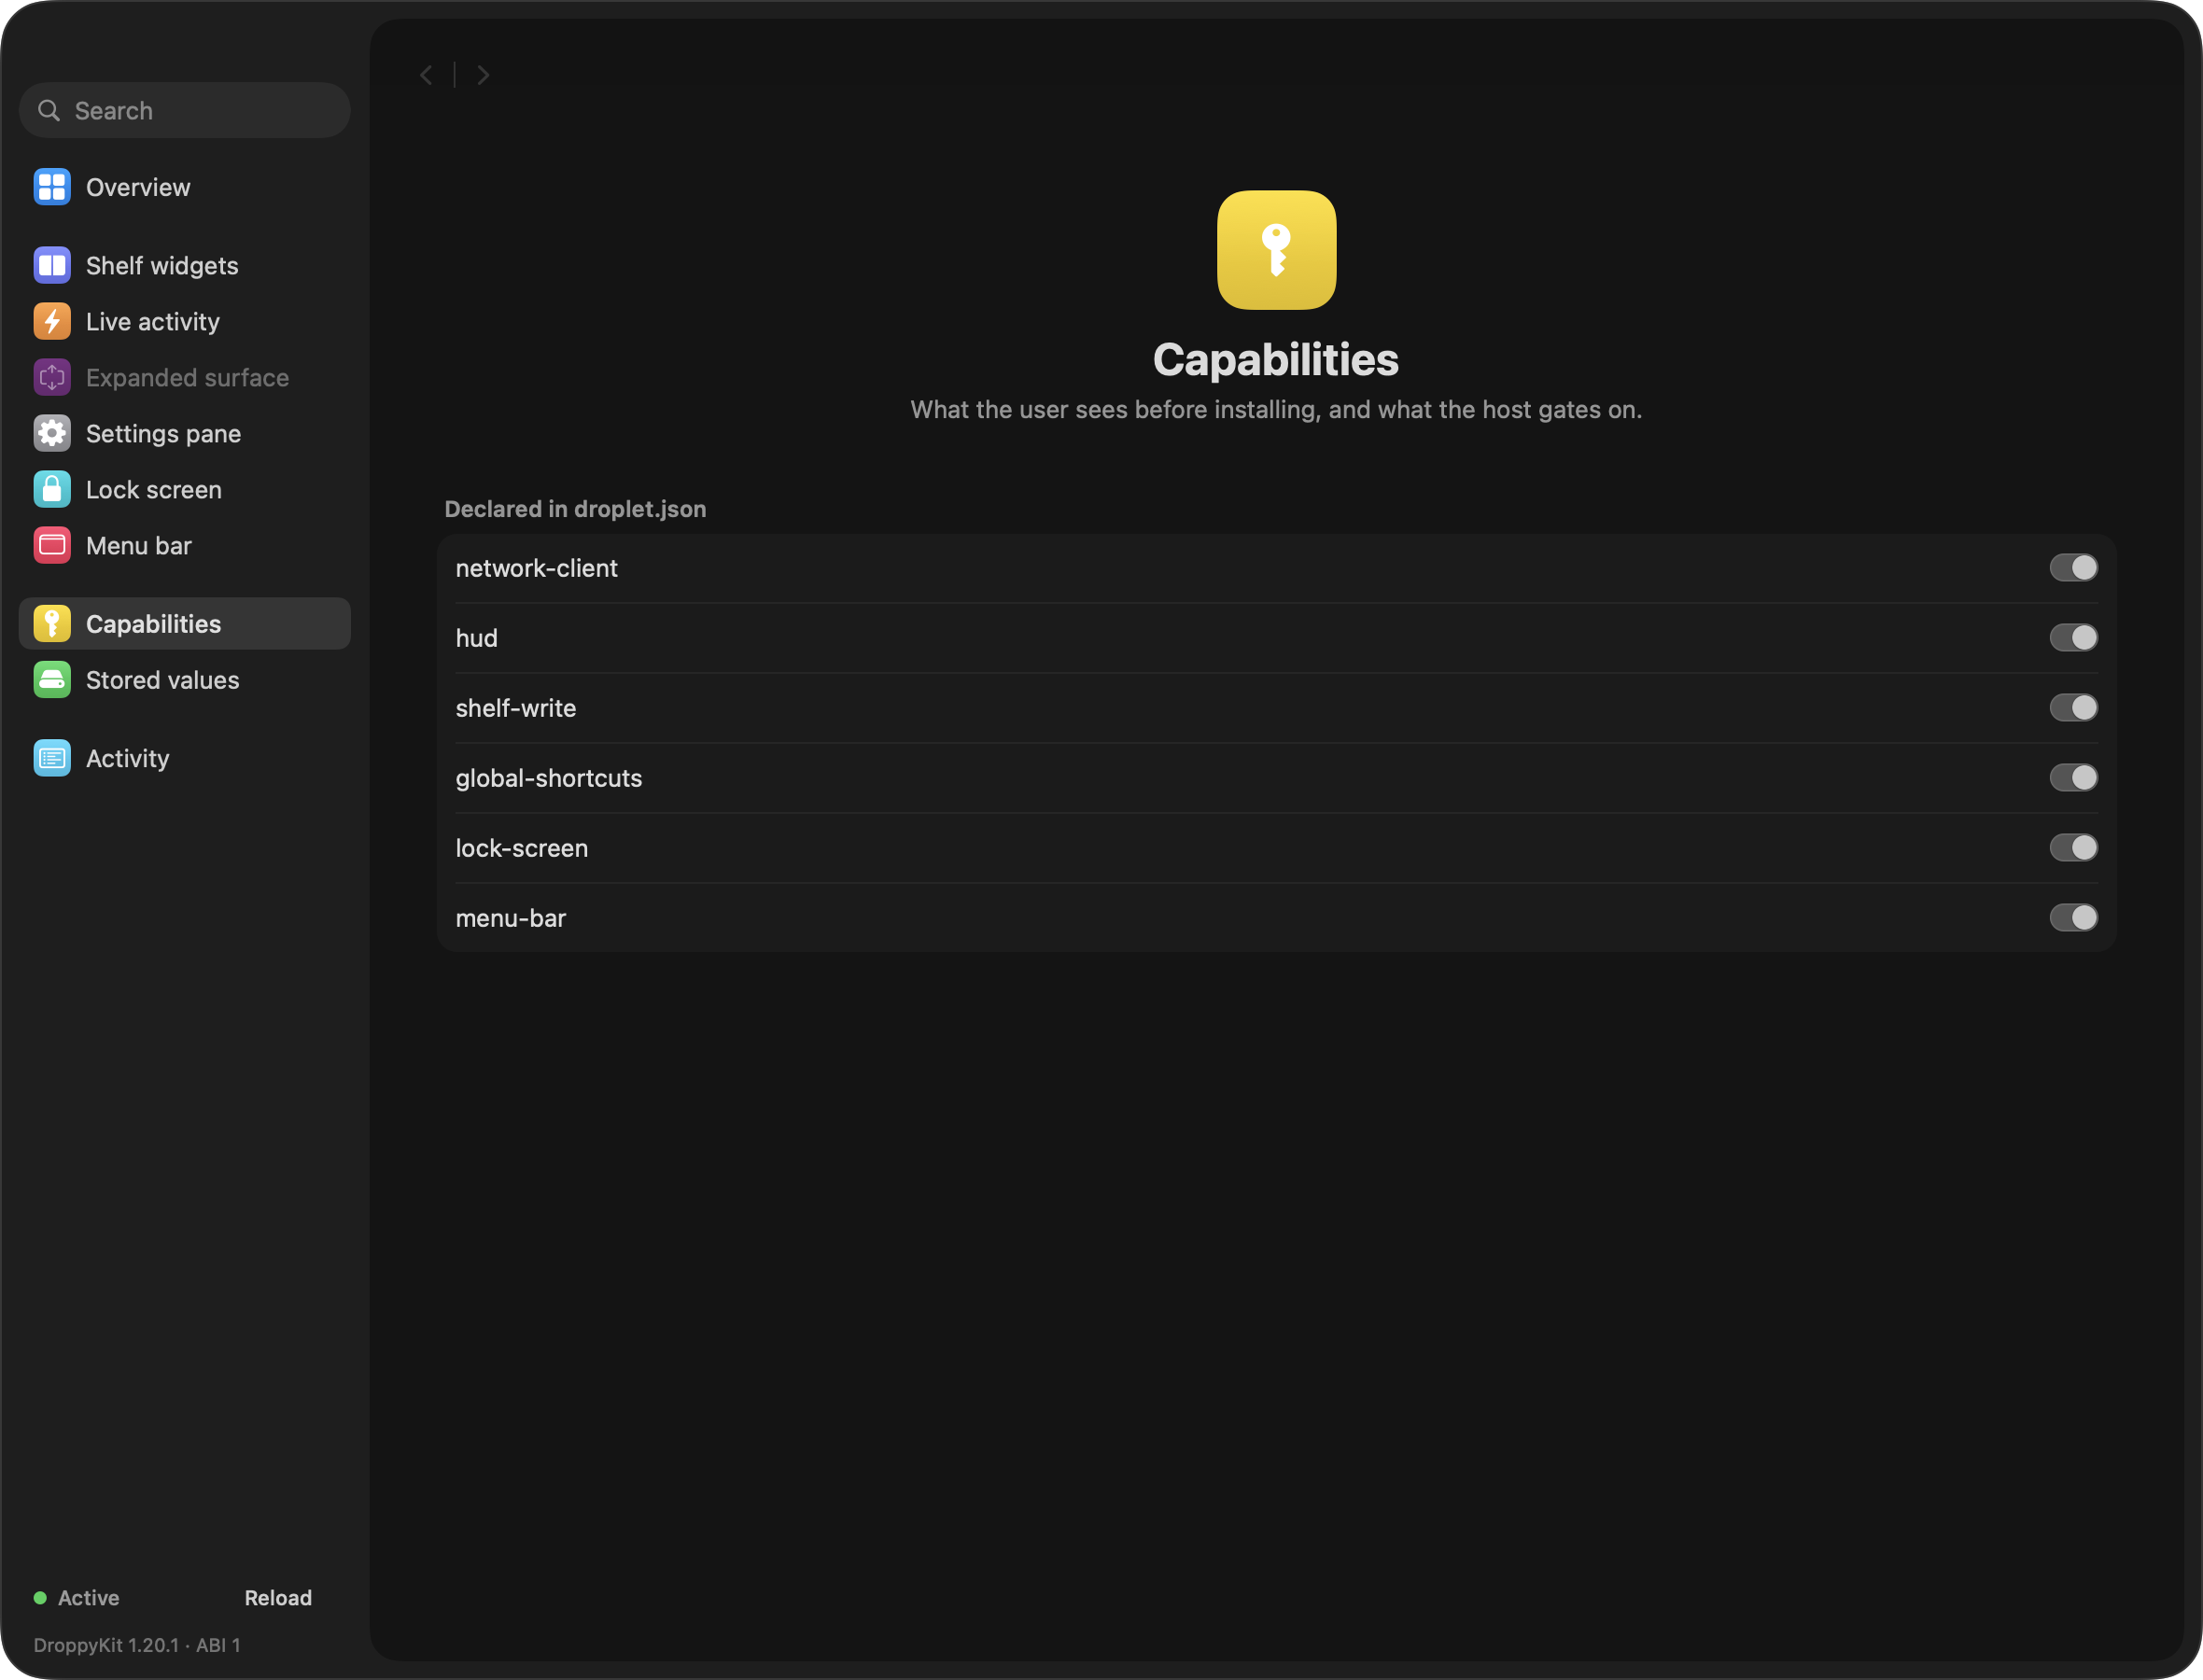 Search
Overview
Shelf widgets
Live activity
Expanded surface
Settings pane
Lock screen
Menu bar
Capabilities
Stored values
Activity
Active
Reload
DroppyKit 1.20.1 · ABI 1
Capabilities
What the user sees before installing, and what the host gates on.
Declared in droplet.json
network-client
hud
shelf-write
global-shortcuts
lock-screen
menu-bar